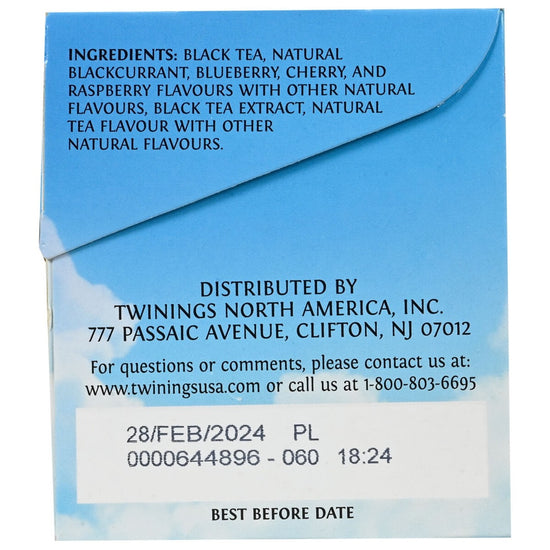 INGREDIENTS: BLACK TEA, NATURAL
BLACKCURRANT, BLUEBERRY, CHERRY, AND
RASPBERRY FLAVOURS WITH OTHER NATURAL
FLAVOURS, BLACK TEA EXTRACT, NATURAL
TEA FLAVOUR WITH OTHER
NATURAL FLAVOURS.
DISTRIBUTED BY
TWININGS NORTH AMERICA, INC.
777 PASSAIC AVENUE, CLIFTON, NJ 07012
For questions or comments, please contact us at:
www.twiningsusa.com or call us at 1-800-803-6695
28/FEB/2024 PL
0000644896 - 060 18:24
BEST BEFORE DATE